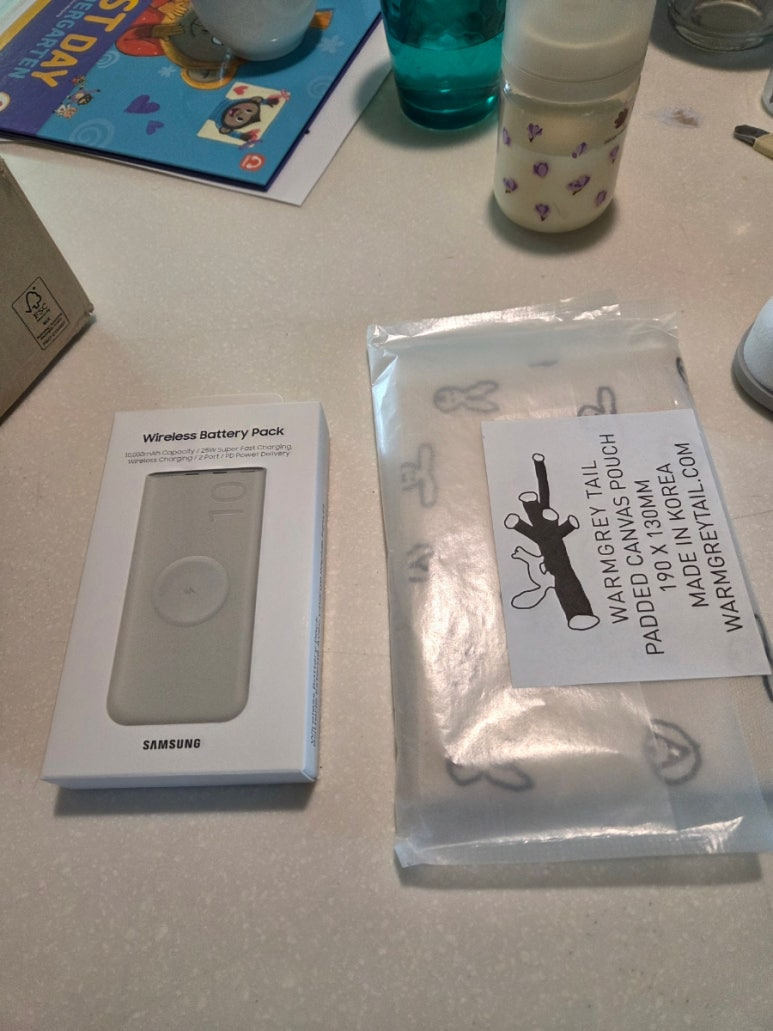 ST DAY
DERGARTEN
FSC
Wireless Battery Pack
10,000mAh Capacity / 25W Super Fast Charging,
Wireless Charging / 2 Port / PD Power Delivery
10
SAMSUNG
WARMGREY TAIL
PADDED CANVAS POUCH
190 X 130MM
MADE IN KOREA
WARMGREYTAIL.COM
A